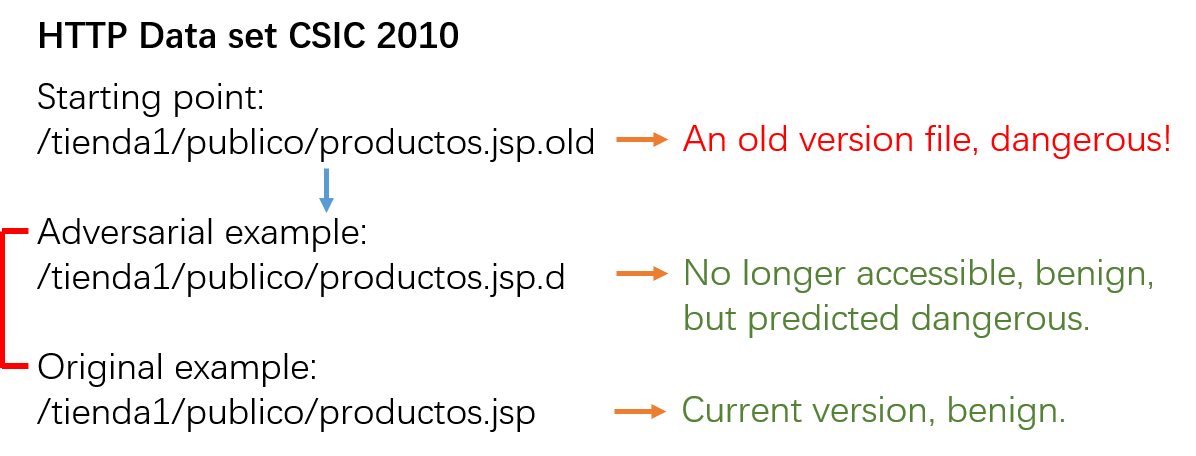 HTTP Data set CSIC 2010
Starting point:
/tienda1/publico/productos.jsp.old
An old version file, dangerous!
Adversarial example:
/tienda1/publico/productos.jsp.d
No longer accessible, benign,
but predicted dangerous.
Original example:
/tienda1/publico/productos.jsp
Current version, benign.